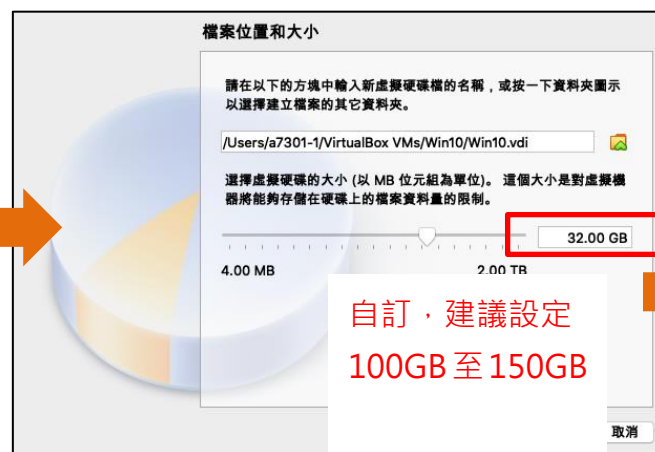 檔案位置和大小
請在以下的方塊中輸入新虛擬硬碟檔的名稱，或按一下資料夾圖示
以選擇建立檔案的其它資料夾。
/Users/a7301-1/VirtualBox VMs/Win10/Win10.vdi
選擇虛擬硬碟的大小 (以 MB 位元組為單位)。 這個大小是對虛擬機
器將能夠存儲在硬碟上的檔案資料量的限制。
32.00 GB
4.00 MB 2.00 TB
自訂，建議設定
100GB 至 150GB
取消